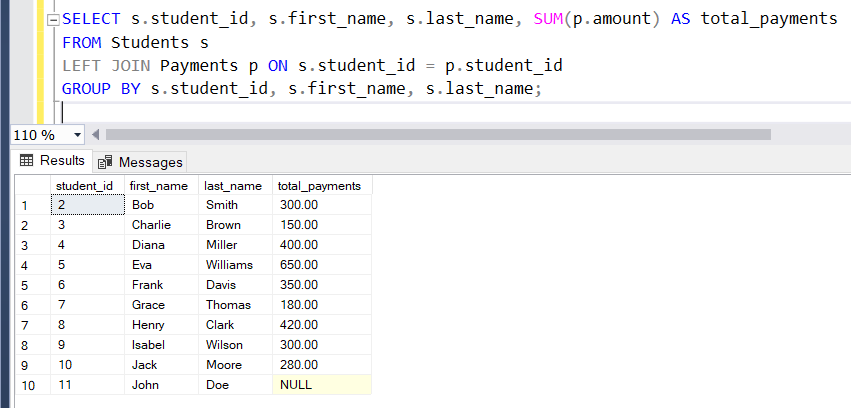 SELECT s.student_id, s.first_name, s.last_name, SUM(p.amount) AS total_payments
FROM Students s
LEFT JOIN Payments p ON s.student_id = p.student_id
GROUP BY s.student_id, s.first_name, s.last_name;
110 %
Results Messages
student_id first_name last_name total_payments
1 2 Bob Smith 300.00
2 3 Charlie Brown 150.00
3 4 Diana Miller 400.00
4 5 Eva Williams 650.00
5 6 Frank Davis 350.00
6 7 Grace Thomas 180.00
7 8 Henry Clark 420.00
8 9 Isabel Wilson 300.00
9 10 Jack Moore 280.00
10 11 John Doe NULL